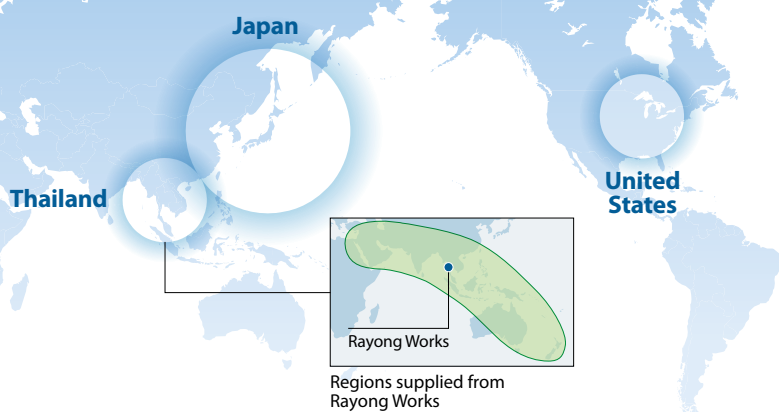 Japan
Thailand
United
States
Rayong Works
Regions supplied from
Rayong Works